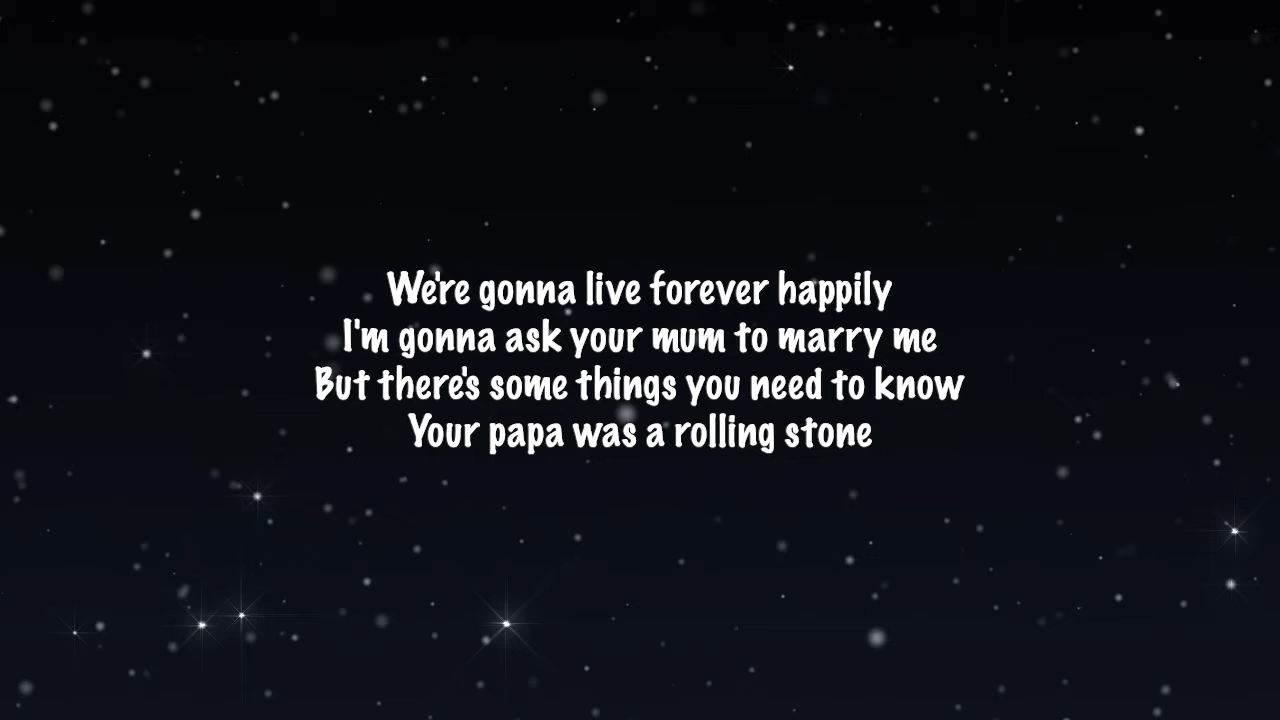 We're gonna live forever happily
I'm gonna ask your mum to marry me
But there's some things you need to know
Your papa was a rolling stone